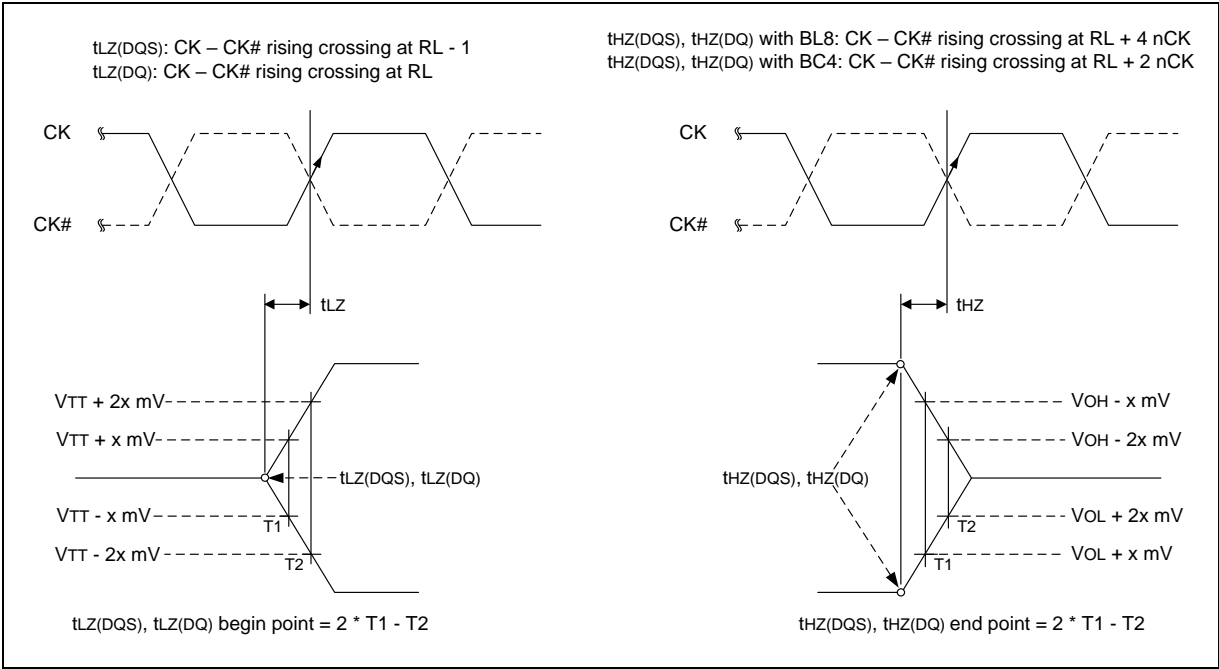 tLZ(DQS): CK – CK# rising crossing at RL - 1
tLZ(DQ): CK – CK# rising crossing at RL
CK
CK#
tLZ
VTT + 2x mV
VTT + x mV
tLZ(DQS), tLZ(DQ)
VTT - x mV
T1
VTT - 2x mV
T2
tLZ(DQS), tLZ(DQ) begin point = 2 * T1 - T2
tHZ(DQS), tHZ(DQ) with BL8: CK – CK# rising crossing at RL + 4 nCK
tHZ(DQS), tHZ(DQ) with BC4: CK – CK# rising crossing at RL + 2 nCK
CK
CK#
tHZ
VOH - x mV
VOH - 2x mV
tHZ(DQS), tHZ(DQ)
T2
VOL + 2x mV
T1
VOL + x mV
tHZ(DQS), tHZ(DQ) end point = 2 * T1 - T2